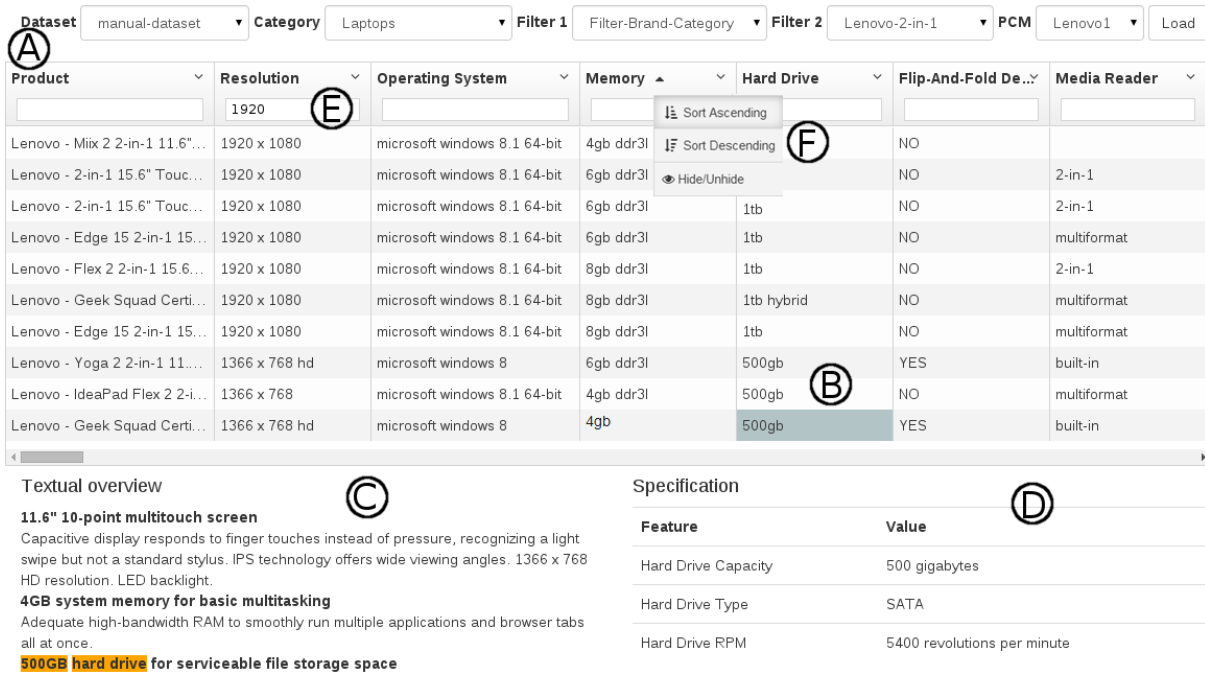 Dataset manual-dataset Category Laptops Filter 1 Filter-Brand-Category Filter 2 Lenovo-2-in-1 PCM Lenovo1 Load
A
Product Resolution Operating System Memory Hard Drive Flip-And-Fold De... Media Reader
1920 E Sort Ascending
Lenovo - Miix 2 2-in-1 11.6"... 1920 x 1080 microsoft windows 8.1 64-bit 4gb ddr3l Sort Descending F NO
Lenovo - 2-in-1 15.6" Touc... 1920 x 1080 microsoft windows 8.1 64-bit 6gb ddr3l Hide/Unhide NO 2-in-1
Lenovo - 2-in-1 15.6" Touc... 1920 x 1080 microsoft windows 8.1 64-bit 6gb ddr3l 1tb NO 2-in-1
Lenovo - Edge 15 2-in-1 15... 1920 x 1080 microsoft windows 8.1 64-bit 6gb ddr3l 1tb NO multiformat
Lenovo - Flex 2 2-in-1 15.6... 1920 x 1080 microsoft windows 8.1 64-bit 8gb ddr3l 1tb NO 2-in-1
Lenovo - Geek Squad Certi... 1920 x 1080 microsoft windows 8.1 64-bit 8gb ddr3l 1tb hybrid NO multiformat
Lenovo - Edge 15 2-in-1 15... 1920 x 1080 microsoft windows 8.1 64-bit 8gb ddr3l 1tb NO multiformat
Lenovo - Yoga 2 2-in-1 11.... 1366 x 768 hd microsoft windows 8 6gb ddr3l 500gb YES built-in
Lenovo - IdeaPad Flex 2 2-i... 1366 x 768 microsoft windows 8.1 64-bit 4gb ddr3l 500gb B NO multiformat
Lenovo - Geek Squad Certi... 1366 x 768 hd microsoft windows 8 4gb 500gb YES built-in
Textual overview C
11.6" 10-point multitouch screen
Capacitive display responds to finger touches instead of pressure, recognizing a light
swipe but not a standard stylus. IPS technology offers wide viewing angles. 1366 x 768
HD resolution. LED backlight.
4GB system memory for basic multitasking
Adequate high-bandwidth RAM to smoothly run multiple applications and browser tabs
all at once.
500GB hard drive for serviceable file storage space
Specification D
Feature Value
Hard Drive Capacity 500 gigabytes
Hard Drive Type SATA
Hard Drive RPM 5400 revolutions per minute